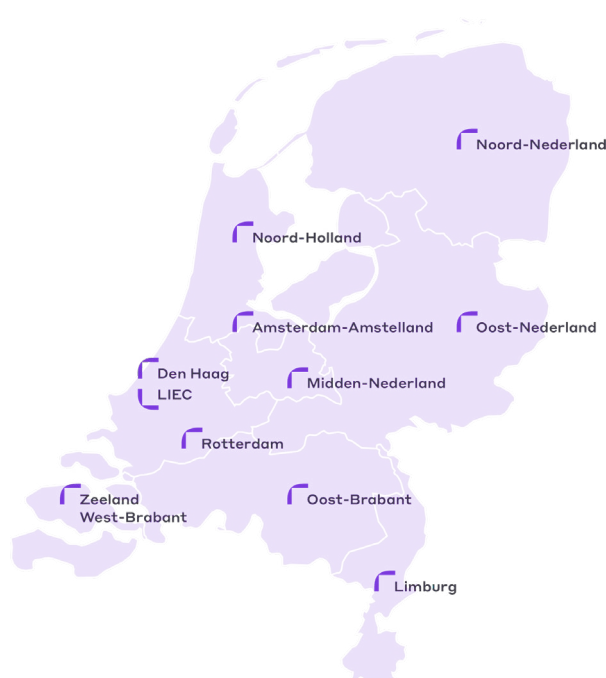 Noord-Nederland
Noord-Holland
Amsterdam-Amstelland
Oost-Nederland
Den Haag
LIEC
Midden-Nederland
Rotterdam
Zeeland
West-Brabant
Oost-Brabant
Limburg